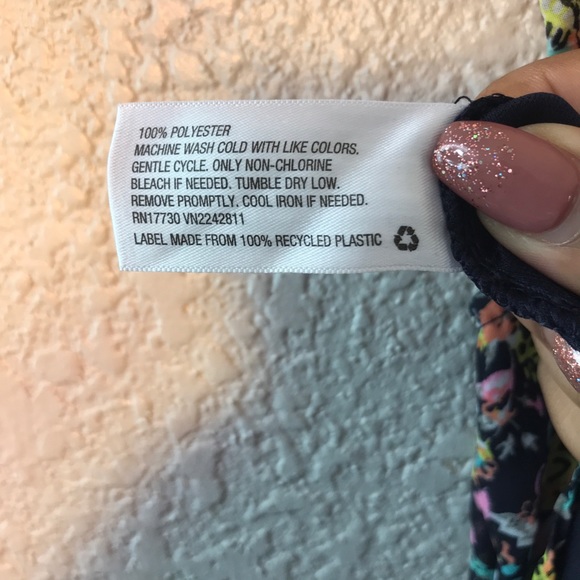 100% POLYESTER
MACHINE WASH COLD WITH LIKE COLORS.
GENTLE CYCLE. ONLY NON-CHLORINE
BLEACH IF NEEDED. TUMBLE DRY LOW.
REMOVE PROMPTLY. COOL IRON IF NEEDED.
RN17730 VN2242811
LABEL MADE FROM 100% RECYCLED PLASTIC